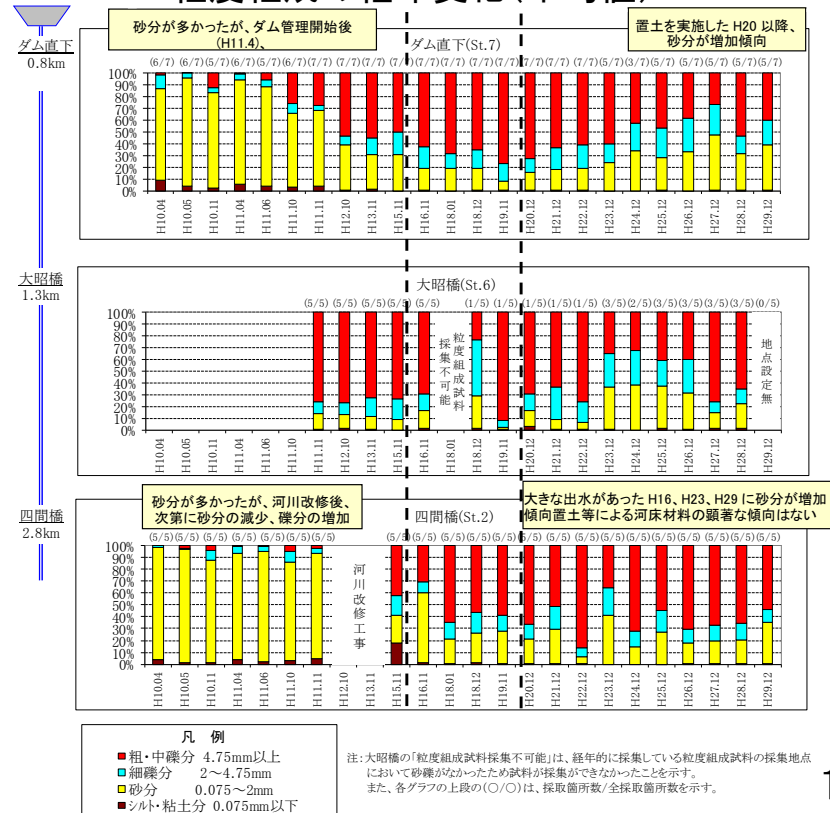 ダム直下
0.8km
大昭橋
1.3km
四間橋
2.8km
砂分が多かったが、ダム管理開始後
(H11.4)、
ダム直下(St.7)
置土を実施した H20 以降、
砂分が増加傾向
(6/7) (6/7) (5/7) (6/7) (5/7) (6/7) (7/7) (7/7) (7/7) (7/7) (7/7) (7/7) (7/7) (7/7) (7/7) (7/7) (7/7) (5/7) (3/7) (5/7) (5/7) (6/7) (5/7) (5/7)
100%
90%
80%
70%
60%
50%
40%
30%
20%
10%
0%
H10.04 H10.05 H10.11 H11.04 H11.06 H11.10 H11.11 H12.10 H13.11 H15.11 H16.11 H18.01 H18.12 H19.11 H20.12 H21.12 H22.12 H23.12 H24.12 H25.12 H26.12 H27.12 H28.12 H29.12
大昭橋(St.6)
(5/5) (5/5) (5/5) (5/5) (5/5) (1/5) (1/5) (1/5) (1/5) (1/5) (3/5) (2/5) (3/5) (3/5) (3/5) (3/5) (0/5)
100%
90%
80%
70%
60%
50%
40%
30%
20%
10%
0%
粒度組成試料
採集不可能
地点設定無
H10.04 H10.05 H10.11 H11.04 H11.06 H11.10 H11.11 H12.10 H13.11 H15.11 H16.11 H18.01 H18.12 H19.11 H20.12 H21.12 H22.12 H23.12 H24.12 H25.12 H26.12 H27.12 H28.12 H29.12
砂分が多かったが、河川改修後、
次第に砂分の減少、礫分の増加
四間橋(St.2)
大きな出水があった H16、H23、H29 に砂分が増加
傾向置土等による河床材料の顕著な傾向はない
(5/5) (5/5) (5/5) (5/5) (5/5) (5/5) (5/5) (5/5) (5/5) (5/5) (5/5) (5/5) (5/5) (5/5) (5/5) (5/5) (5/5) (5/5) (5/5) (5/5) (5/5) (5/5)
100%
90%
80%
70%
60%
50%
40%
30%
20%
10%
0%
河川改修工事
H10.04 H10.05 H10.11 H11.04 H11.06 H11.10 H11.11 H12.10 H13.11 H15.11 H16.11 H18.01 H18.12 H19.11 H20.12 H21.12 H22.12 H23.12 H24.12 H25.12 H26.12 H27.12 H28.12 H29.12
凡 例
粗・中礫分 4.75mm以上
細礫分 2～4.75mm
砂分 0.075～2mm
シルト・粘土分 0.075mm以下
注:大昭橋の「粒度組成試料採集不可能」は、経年的に採集している粒度組成試料の採集地点
において砂礫がなかったため試料が採集ができなかったことを示す。
また、各グラフの上段の(○/○)は、採取箇所数/全採取箇所数を示す。